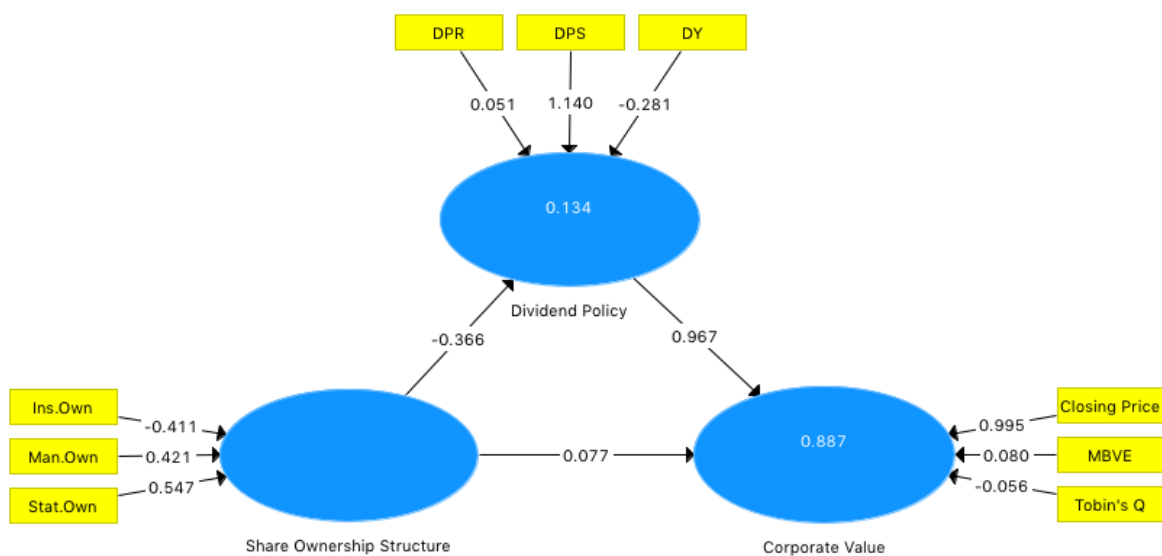 DPR
DPS
DY
0.051
1.140
-0.281
0.134
Dividend Policy
-0.366
0.967
Ins.Own
Man.Own
Stat.Own
-0.411
0.421
0.547
0.077
0.887
0.995
0.080
-0.056
Closing Price
MBVE
Tobin's Q
Share Ownership Structure
Corporate Value